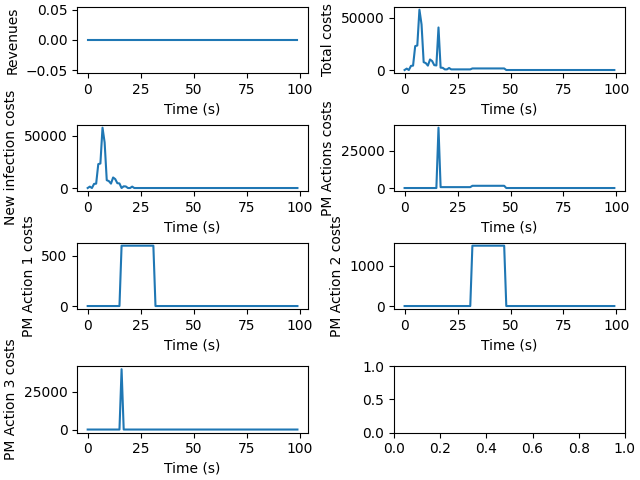 Revenues
0.05
0.00
−0.05
0 25 50 75 100
Time (s)
Total costs
50000
0
0 25 50 75 100
Time (s)
New infection costs
50000
0
0 25 50 75 100
Time (s)
PM Actions costs
25000
0
0 25 50 75 100
Time (s)
PM Action 1 costs
500
0
0 25 50 75 100
Time (s)
PM Action 2 costs
1000
0
0 25 50 75 100
Time (s)
PM Action 3 costs
25000
0
0 25 50 75 100
Time (s)
1.0
0.5
0.0
0.0 0.2 0.4 0.6 0.8 1.0